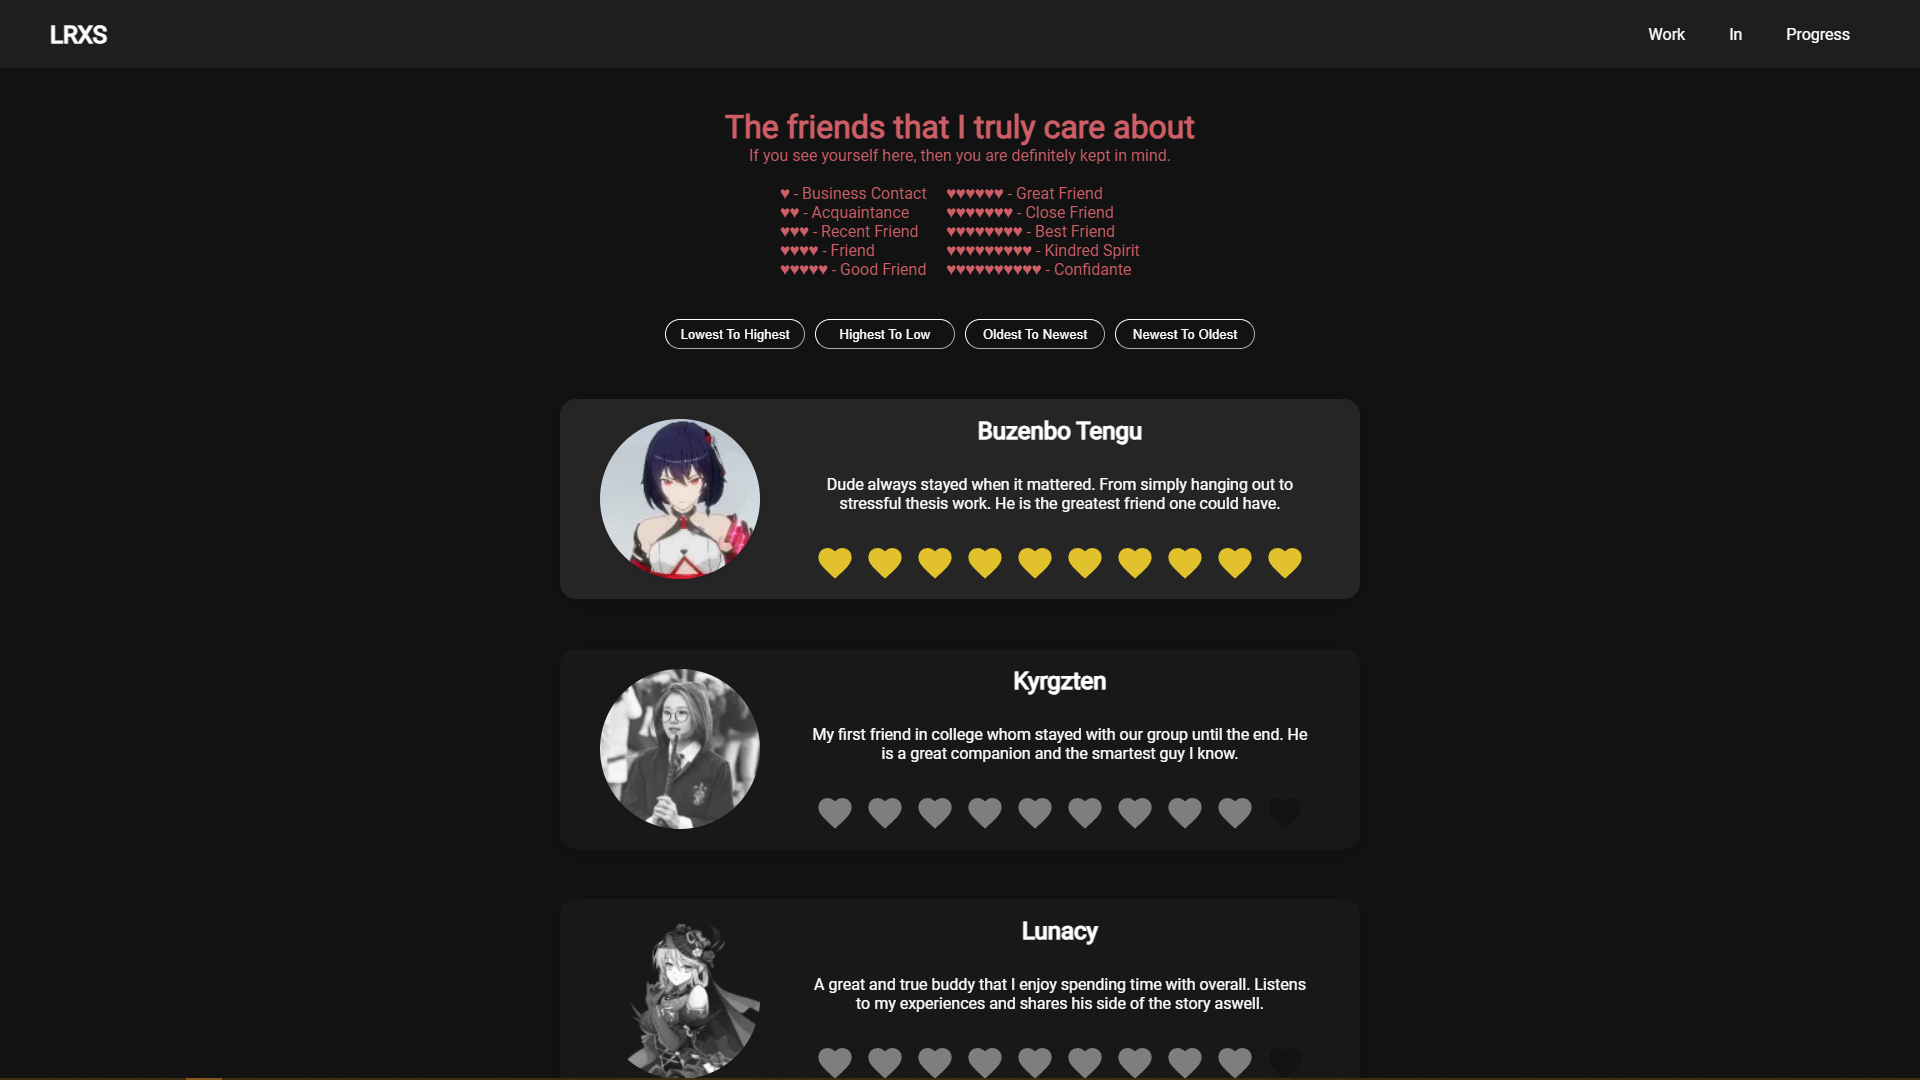 LRXS
Work In Progress
The friends that I truly care about
If you see yourself here, then you are definitely kept in mind.
♥ - Business Contact
♥♥ - Acquaintance
♥♥♥ - Recent Friend
♥♥♥♥ - Friend
♥♥♥♥♥ - Good Friend
♥♥♥♥♥♥ - Great Friend
♥♥♥♥♥♥♥ - Close Friend
♥♥♥♥♥♥♥♥ - Best Friend
♥♥♥♥♥♥♥♥♥ - Kindred Spirit
♥♥♥♥♥♥♥♥♥♥ - Confidante
Lowest To Highest
Highest To Low
Oldest To Newest
Newest To Oldest
Buzenbo Tengu
Dude always stayed when it mattered. From simply hanging out to
stressful thesis work. He is the greatest friend one could have.
Kyrgzten
My first friend in college whom stayed with our group until the end. He
is a great companion and the smartest guy I know.
Lunacy
A great and true buddy that I enjoy spending time with overall. Listens
to my experiences and shares his side of the story aswell.